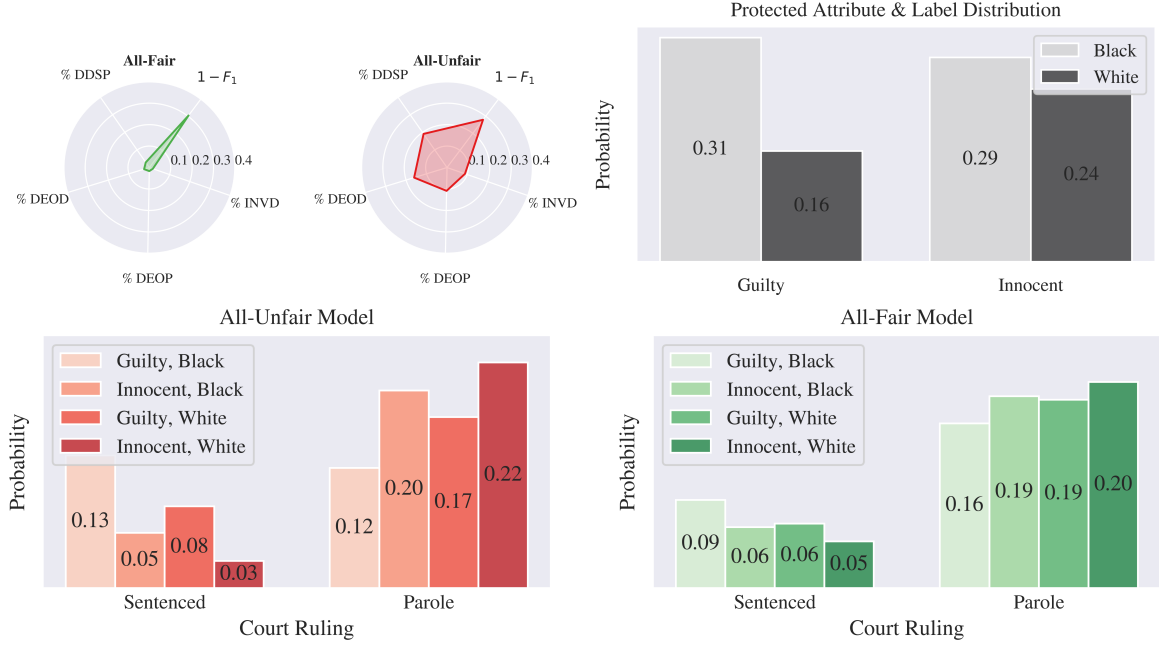 All-Fair
% DDSP
1 − F1
0.1 0.2 0.3 0.4
% DEOD
% INVD
% DEOP
All-Unfair
% DDSP
1 − F1
0.1 0.2 0.3 0.4
% DEOD
% INVD
% DEOP
Protected Attribute & Label Distribution
Probability
Black
White
0.31
0.16
0.29
0.24
Guilty
Innocent
All-Unfair Model
Probability
Guilty, Black
Innocent, Black
Guilty, White
Innocent, White
0.13
0.05
0.08
0.03
0.12
0.20
0.17
0.22
Sentenced
Parole
Court Ruling
All-Fair Model
Probability
Guilty, Black
Innocent, Black
Guilty, White
Innocent, White
0.09
0.06
0.06
0.05
0.16
0.19
0.19
0.20
Sentenced
Parole
Court Ruling